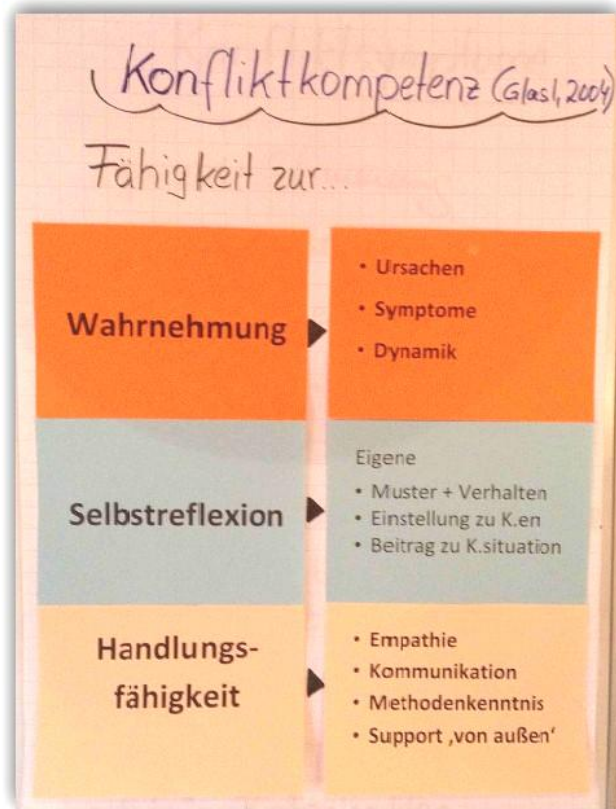 Konfliktkompetenz (Glasl, 2004)
Fähigkeit zur...
Wahrnehmung
• Ursachen
• Symptome
• Dynamik
Selbstreflexion
Eigene
• Muster + Verhalten
• Einstellung zu K.en
• Beitrag zu K.situation
Handlungs-
fähigkeit
• Empathie
• Kommunikation
• Methodenkenntnis
• Support ‚von außen‘